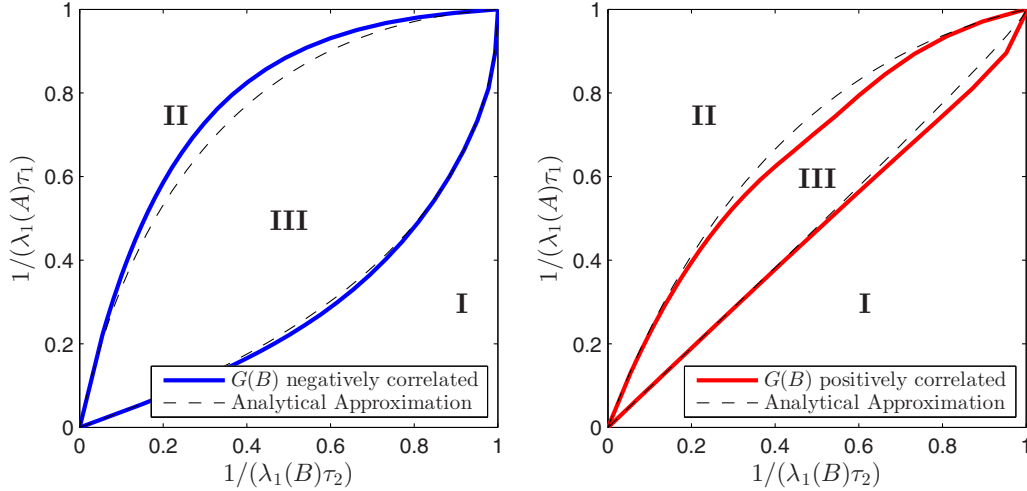 1
0.8
0.6
0.4
0.2
0
1/(λ₁(A)τ₁)
II
III
I
G(B) negatively correlated
Analytical Approximation
0 0.2 0.4 0.6 0.8 1
1/(λ₁(B)τ₂)
1
0.8
0.6
0.4
0.2
0
1/(λ₁(A)τ₁)
II
III
I
G(B) positively correlated
Analytical Approximation
0 0.2 0.4 0.6 0.8 1
1/(λ₁(B)τ₂)